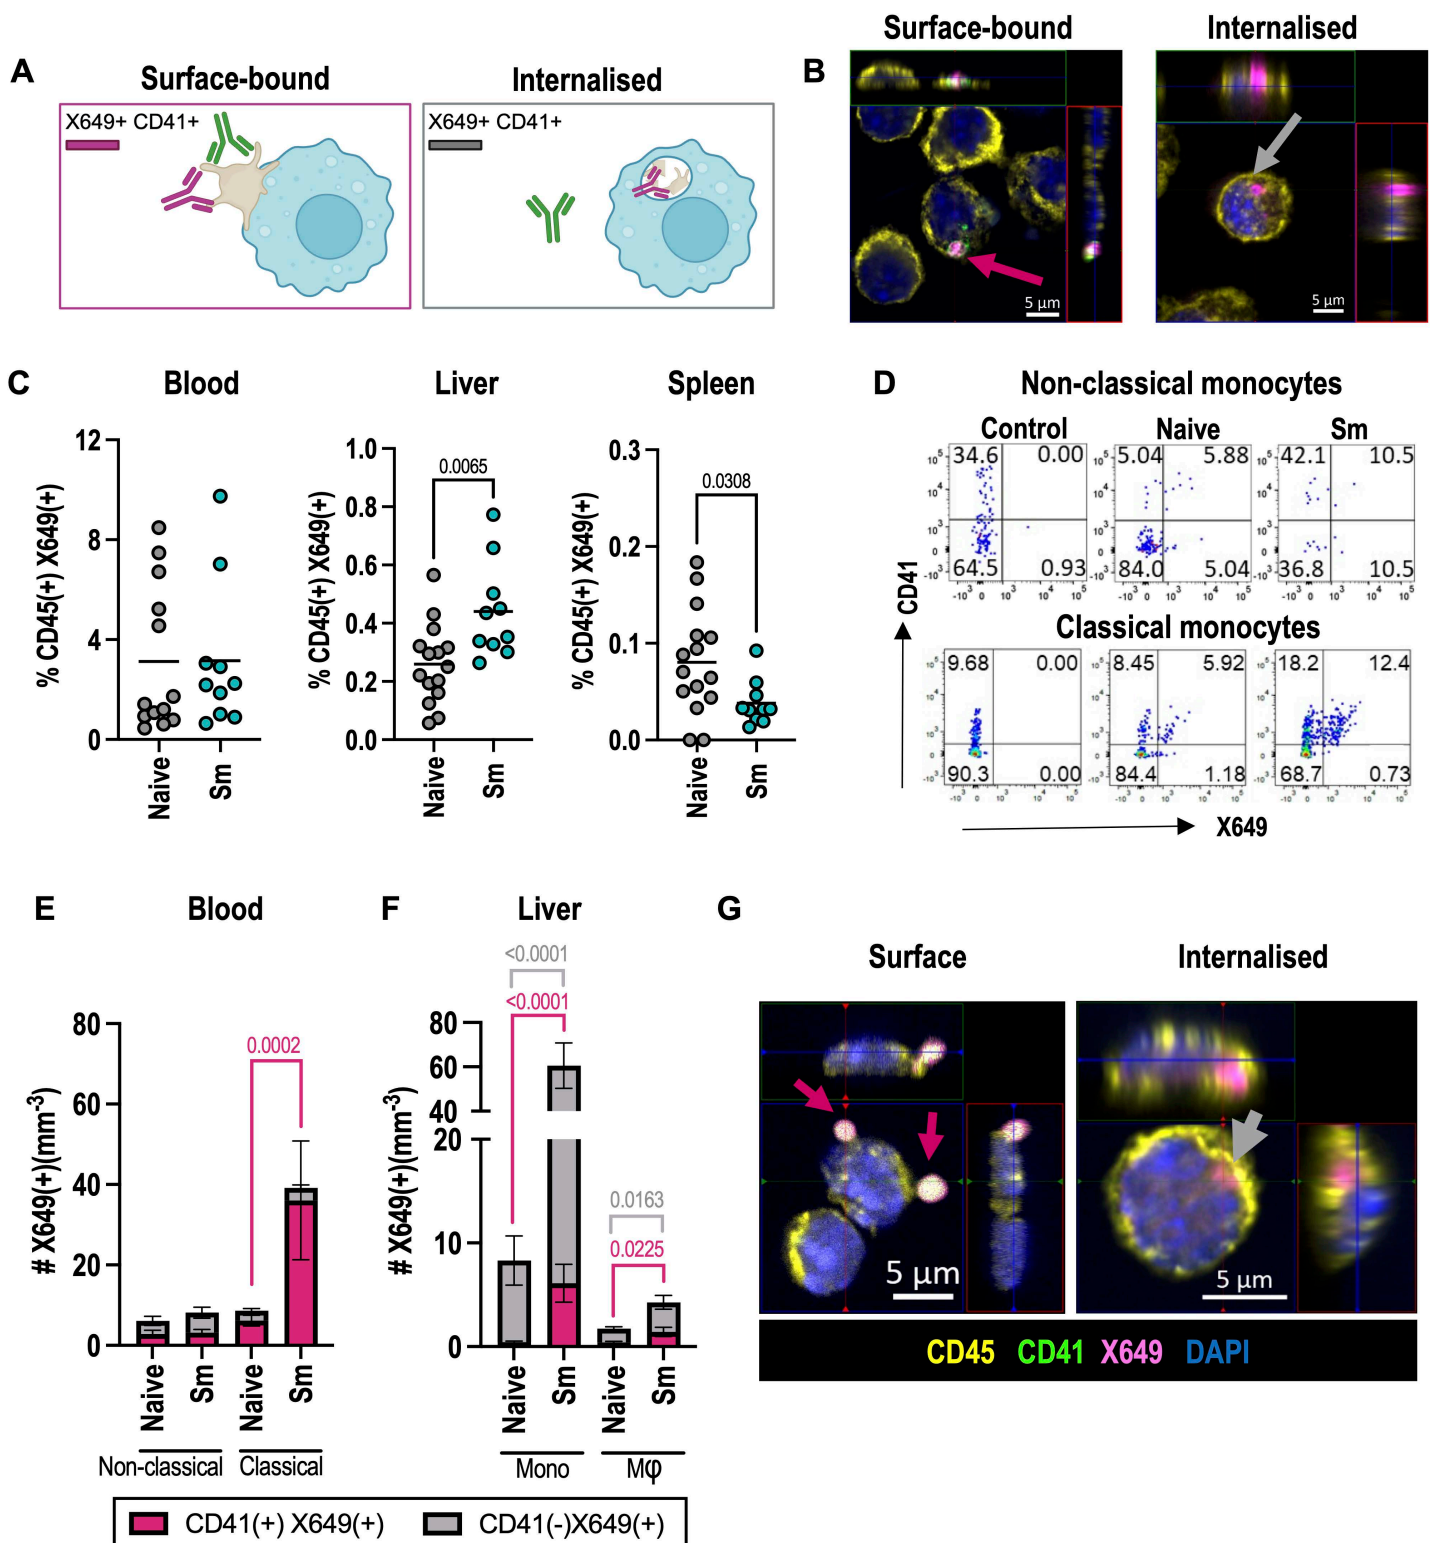 A
Surface-bound
Internalised
X649+ CD41+
X649+ CD41+
B
Surface-bound
Internalised
5 µm
5 µm
C
Blood
Liver
Spleen
% CD45(+) X649(+)
12
8
4
0
Naive
Sm
% CD45(+) X649(+)
1.0
0.8
0.6
0.4
0.2
0.0
0.0065
Naive
Sm
% CD45(+) X649(+)
0.3
0.2
0.1
0.0
0.0308
Naive
Sm
D
Non-classical monocytes
Control
Naive
Sm
34.6
0.00
64.5
0.93
5.04
5.88
84.0
5.04
42.1
10.5
36.8
10.5
Classical monocytes
9.68
0.00
90.3
0.00
8.45
5.92
84.4
1.18
18.2
12.4
68.7
0.73
CD41
X649
E
Blood
# X649(+)(mm⁻³)
80
60
40
20
0
0.0002
Naive
Sm
Naive
Sm
Non-classical
Classical
F
Liver
# X649(+)(mm⁻³)
80
60
40
20
10
0
<0.0001
<0.0001
0.0163
0.0225
Naive
Sm
Naive
Sm
Mono
Mφ
CD41(+) X649(+)
CD41(-)X649(+)
G
Surface
Internalised
5 µm
5 µm
CD45 CD41 X649 DAPI